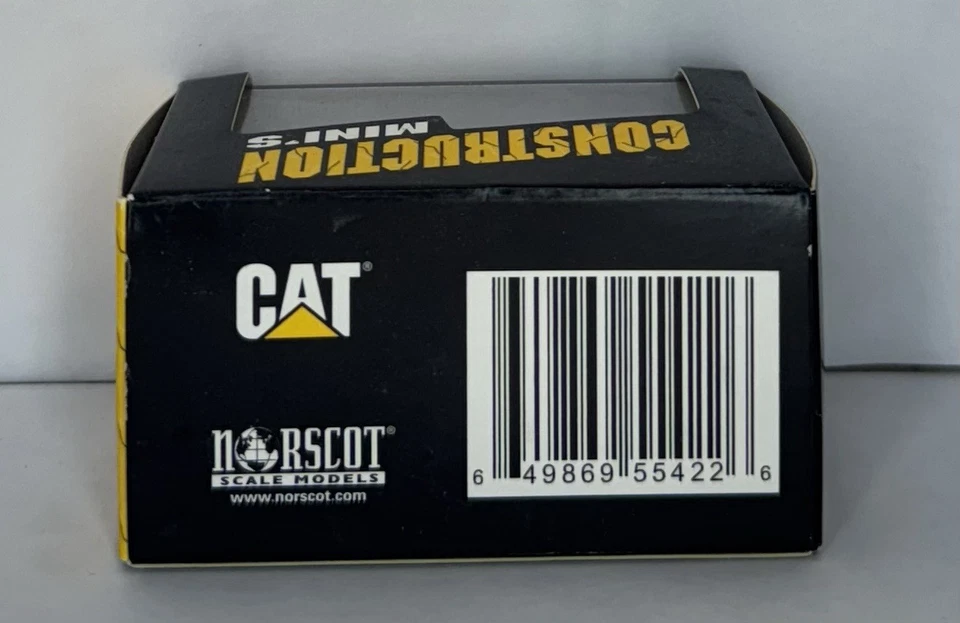 CONSTRUCTION
MINI'S
CAT®
NORSCOT®
SCALE MODELS
www.norscot.com
6 49869 55422 6